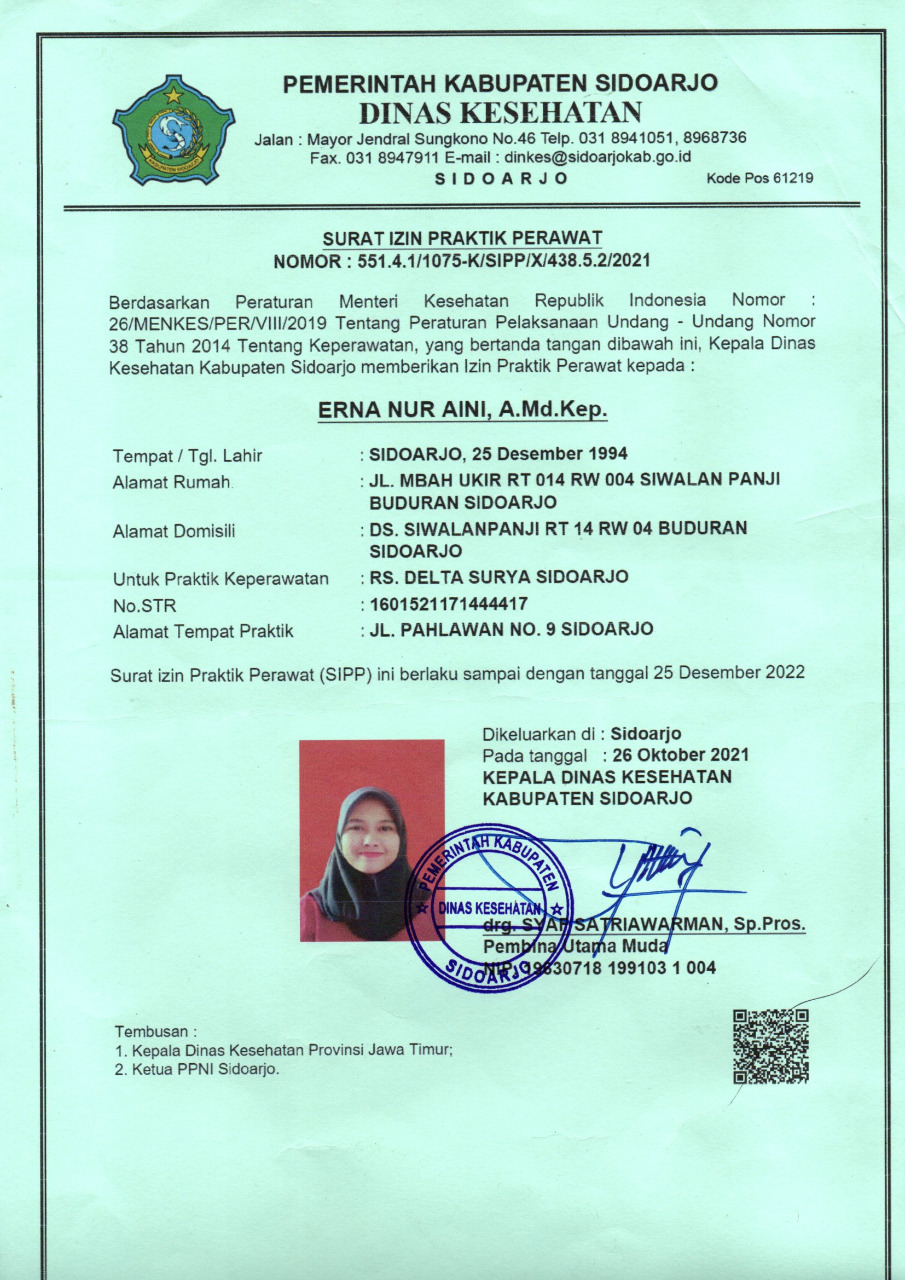 PEMERINTAH KABUPATEN SIDOARJO
DINAS KESEHATAN
Jalan : Mayor Jendral Sungkono No.46 Telp. 031 8941051, 8968736
Fax. 031 8947911 E-mail : dinkes@sidoarjokab.go.id
SIDOARJO Kode Pos 61219
KABUPATEN SIDOARJO
SURAT IZIN PRAKTIK PERAWAT
NOMOR : 551.4.1/1075-K/SIPP/X/438.5.2/2021
Berdasarkan Peraturan Menteri Kesehatan Republik Indonesia Nomor :
26/MENKES/PER/VIII/2019 Tentang Peraturan Pelaksanaan Undang - Undang Nomor
38 Tahun 2014 Tentang Keperawatan, yang bertanda tangan dibawah ini, Kepala Dinas
Kesehatan Kabupaten Sidoarjo memberikan Izin Praktik Perawat kepada :
ERNA NUR AINI, A.Md.Kep.
Tempat / Tgl. Lahir : SIDOARJO, 25 Desember 1994
Alamat Rumah : JL. MBAH UKIR RT 014 RW 004 SIWALAN PANJI
BUDURAN SIDOARJO
Alamat Domisili : DS. SIWALANPANJI RT 14 RW 04 BUDURAN
SIDOARJO
Untuk Praktik Keperawatan : RS. DELTA SURYA SIDOARJO
No.STR : 1601521171444417
Alamat Tempat Praktik : JL. PAHLAWAN NO. 9 SIDOARJO
Surat izin Praktik Perawat (SIPP) ini berlaku sampai dengan tanggal 25 Desember 2022
Dikeluarkan di : Sidoarjo
Pada tanggal : 26 Oktober 2021
KEPALA DINAS KESEHATAN
KABUPATEN SIDOARJO
PEMERINTAH KABUPATEN
DINAS KESEHATAN
SIDOARJO
drg. SYAF SATRIAWARMAN, Sp.Pros.
Pembina Utama Muda
NIP. 19630718 199103 1 004
Tembusan :
1. Kepala Dinas Kesehatan Provinsi Jawa Timur;
2. Ketua PPNI Sidoarjo.